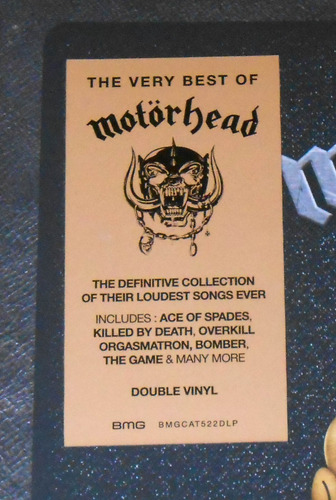 THE VERY BEST OF
motörhead
THE DEFINITIVE COLLECTION
OF THEIR LOUDEST SONGS EVER
INCLUDES : ACE OF SPADES,
KILLED BY DEATH, OVERKILL
ORGASMATRON, BOMBER,
THE GAME & MANY MORE
DOUBLE VINYL
BMG BMGCAT522DLP